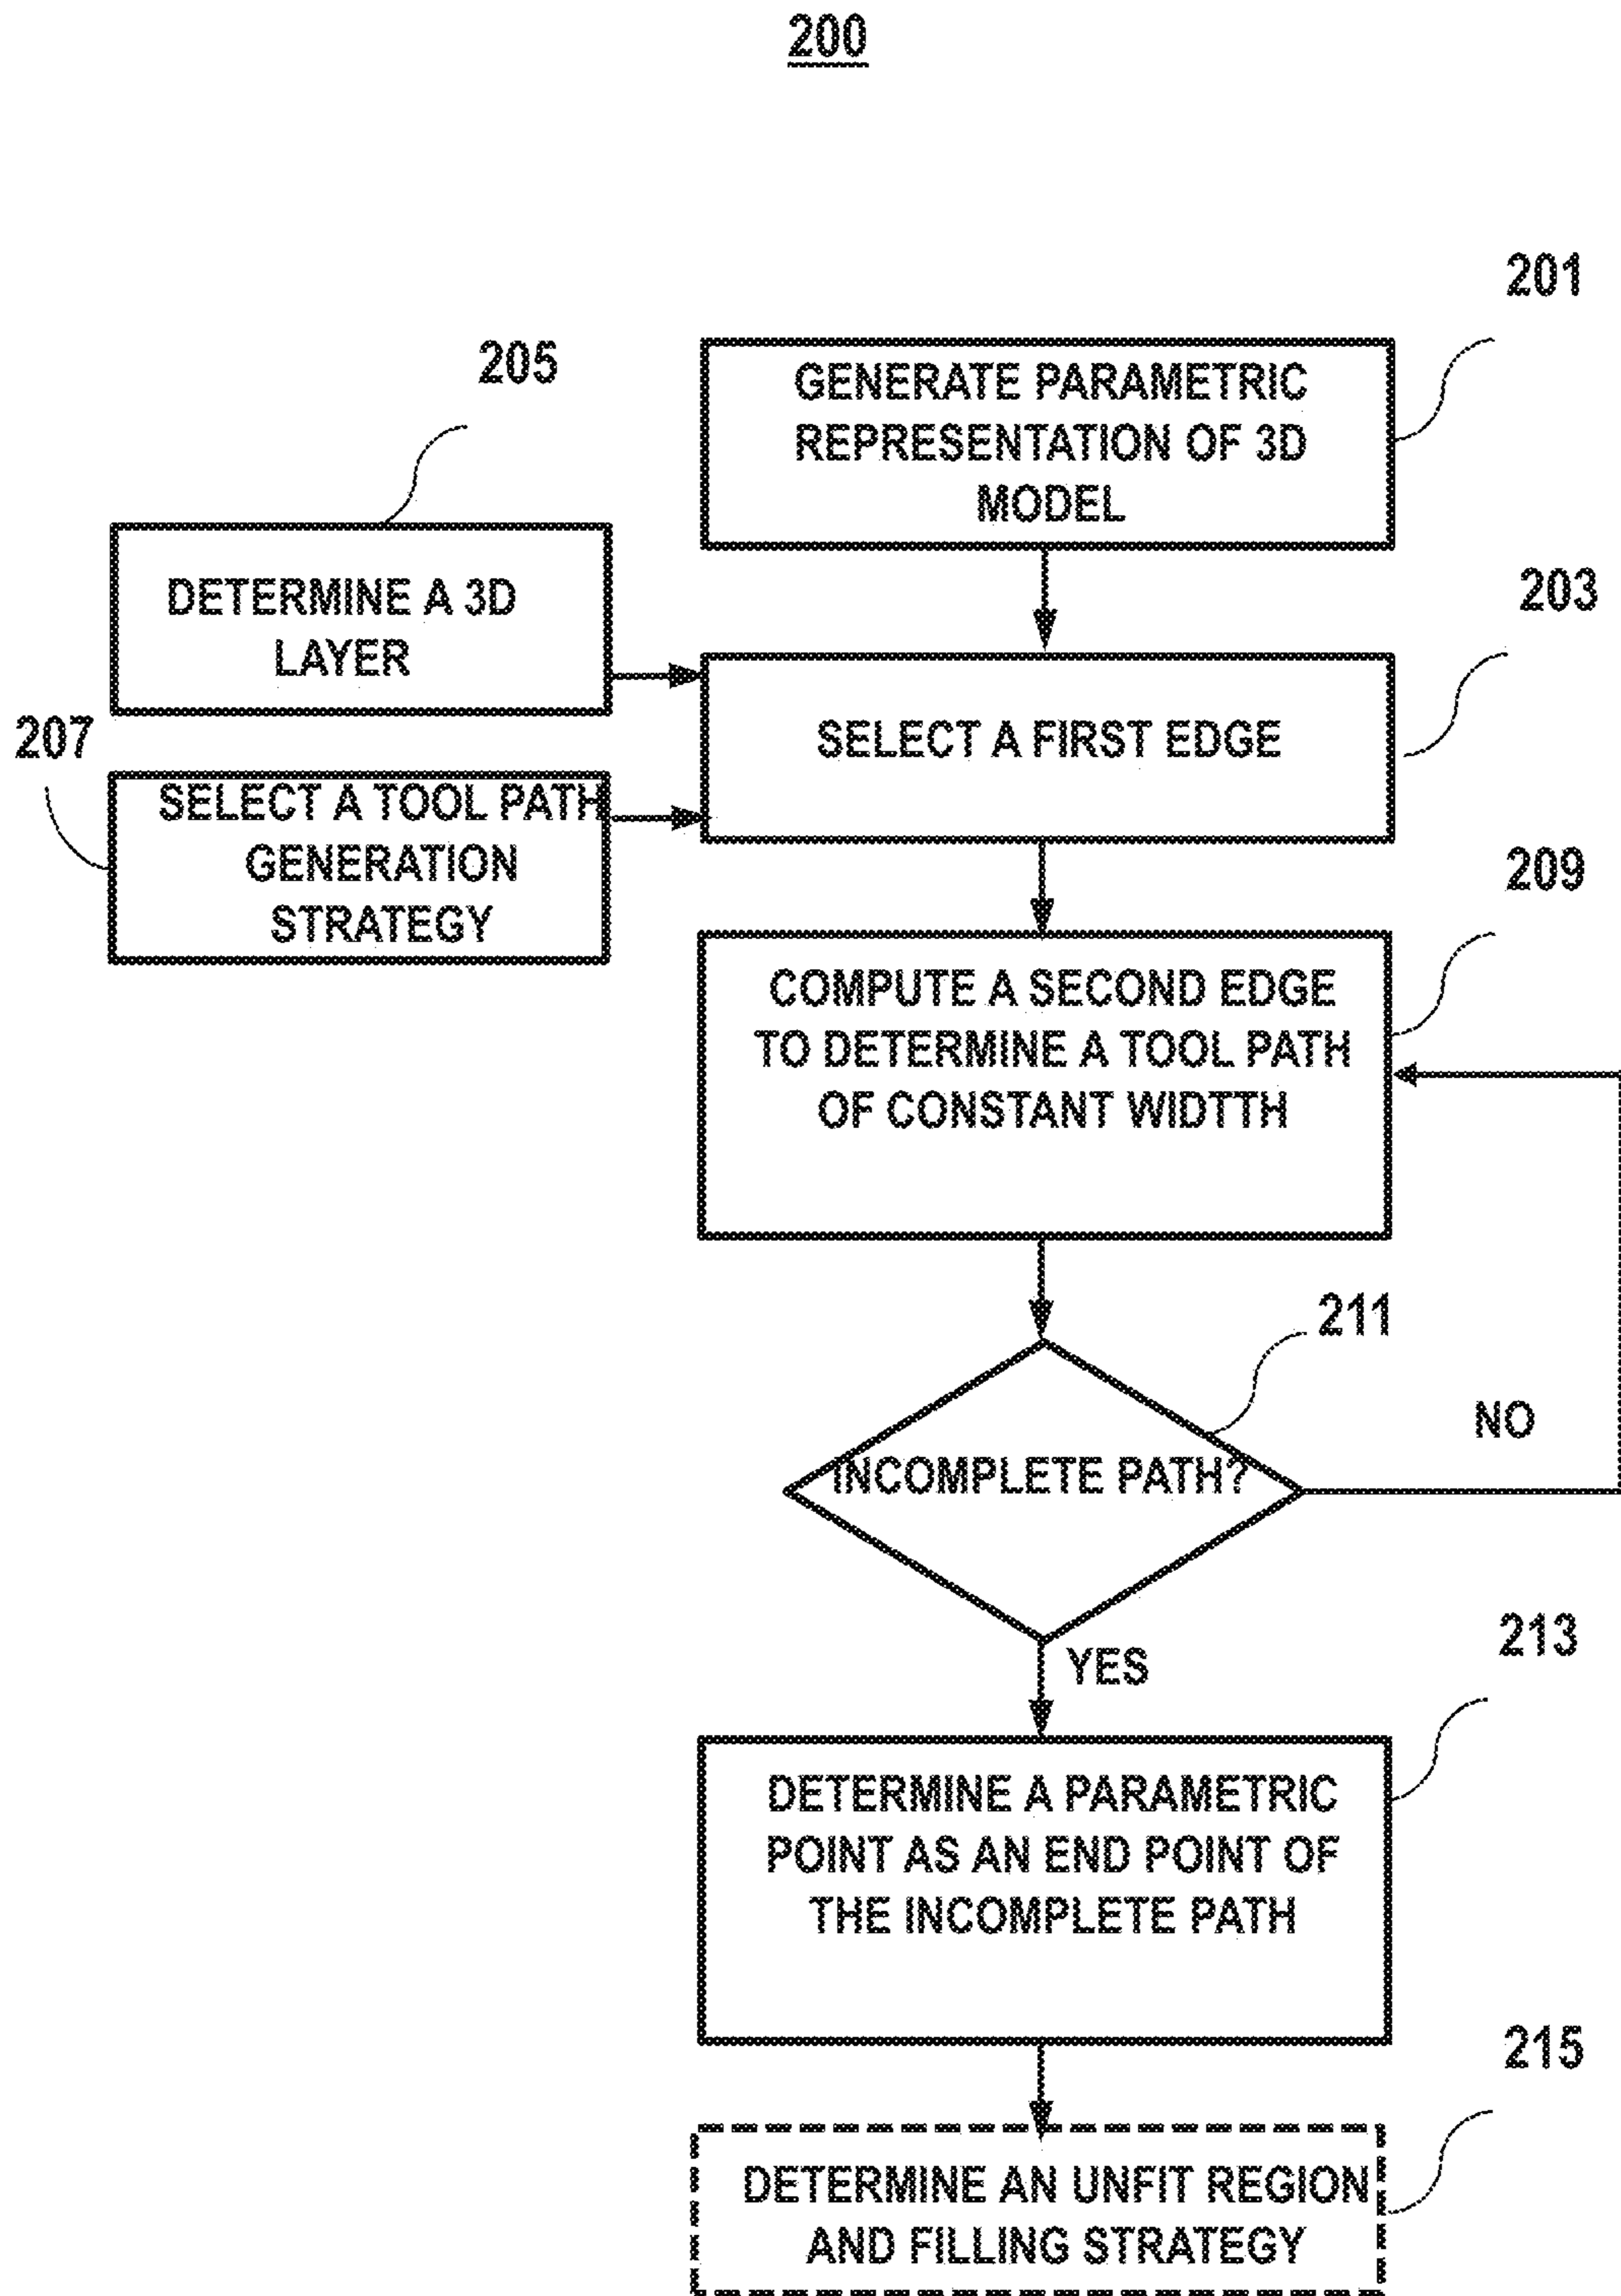 200
201
GENERATE PARAMETRIC
REPRESENTATION OF 3D
MODEL
205
DETERMINE A 3D
LAYER
203
SELECT A FIRST EDGE
207
SELECT A TOOL PATH
GENERATION
STRATEGY
209
COMPUTE A SECOND EDGE
TO DETERMINE A TOOL PATH
OF CONSTANT WIDTTH
211
INCOMPLETE PATH?
NO
YES
213
DETERMINE A PARAMETRIC
POINT AS AN END POINT OF
THE INCOMPLETE PATH
215
DETERMINE AN UNFIT REGION
AND FILLING STRATEGY